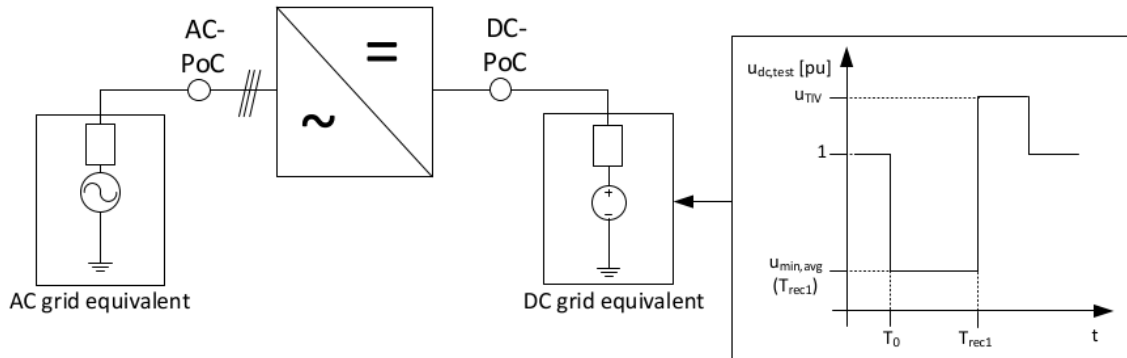 AC-
PoC
DC-
PoC
=
~
AC grid equivalent
+
−
DC grid equivalent
u_dc,test [pu]
u_TIV
1
u_min,avg
(T_rec1)
T_0
T_rec1
t